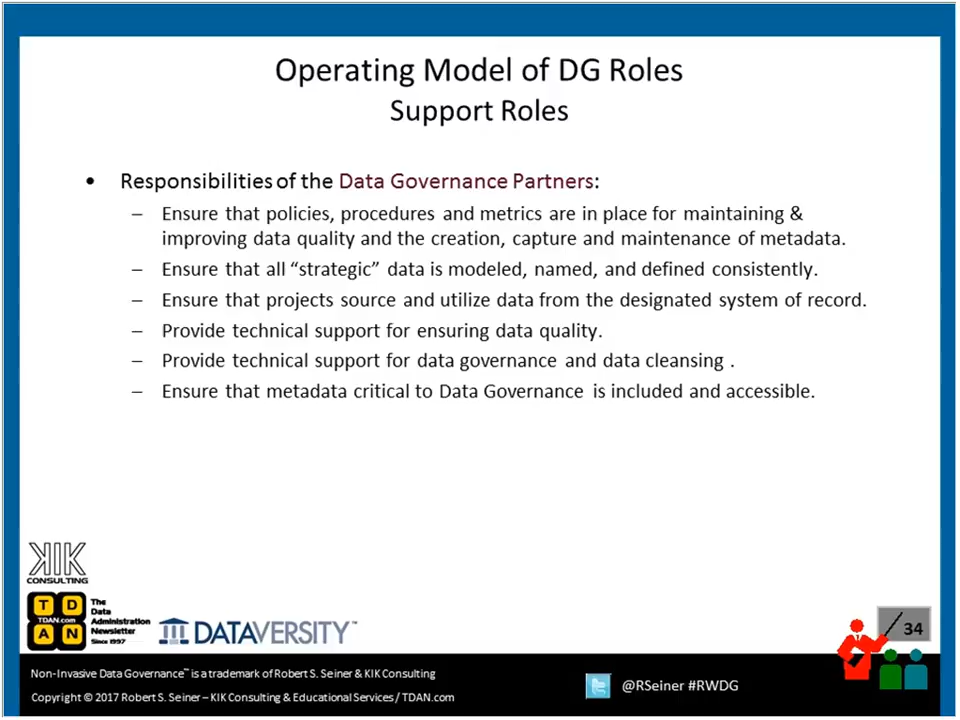 Operating Model of DG Roles
Support Roles
• Responsibilities of the Data Governance Partners:
– Ensure that policies, procedures and metrics are in place for maintaining &
improving data quality and the creation, capture and maintenance of metadata.
– Ensure that all “strategic” data is modeled, named, and defined consistently.
– Ensure that projects source and utilize data from the designated system of record.
– Provide technical support for ensuring data quality.
– Provide technical support for data governance and data cleansing .
– Ensure that metadata critical to Data Governance is included and accessible.
KIK
CONSULTING
T D
TDAN.com
A N
The
Data
Administration
Newsletter
Since 1997
DATAVERSITY™
34
Non-Invasive Data Governance™ is a trademark of Robert S. Seiner & KIK Consulting
Copyright © 2017 Robert S. Seiner – KIK Consulting & Educational Services / TDAN.com
@RSeiner #RWDG